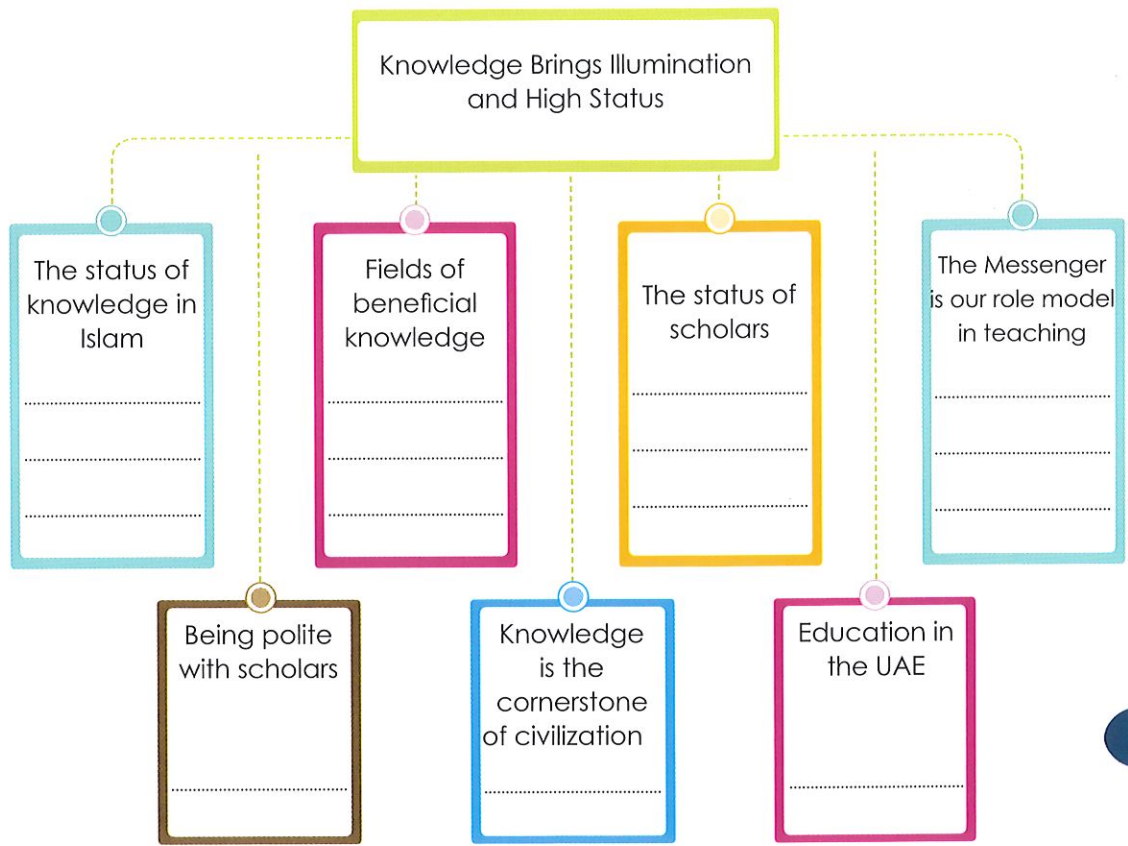 Knowledge Brings Illumination
and High Status
The status of
knowledge in
Islam
Fields of
beneficial
knowledge
The status of
scholars
The Messenger
is our role model
in teaching
Being polite
with scholars
Knowledge
is the
cornerstone
of civilization
Education in
the UAE